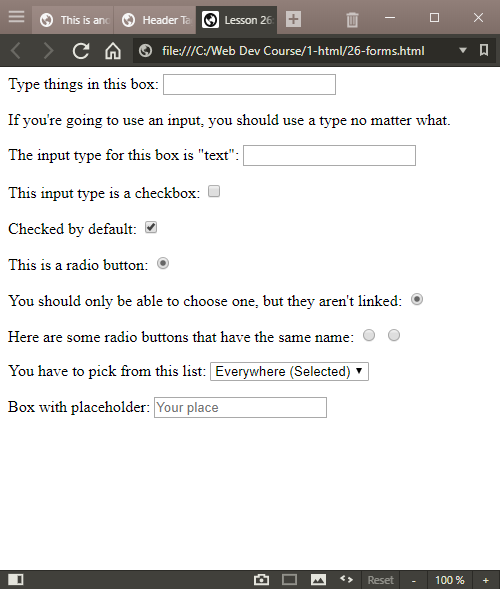 This is and
Header Ta
Lesson 26:
file:///C:/Web Dev Course/1-html/26-forms.html
Type things in this box:
If you're going to use an input, you should use a type no matter what.
The input type for this box is "text":
This input type is a checkbox:
Checked by default:
This is a radio button:
You should only be able to choose one, but they aren't linked:
Here are some radio buttons that have the same name:
You have to pick from this list: Everywhere (Selected)
Box with placeholder: Your place
Reset - 100 % +